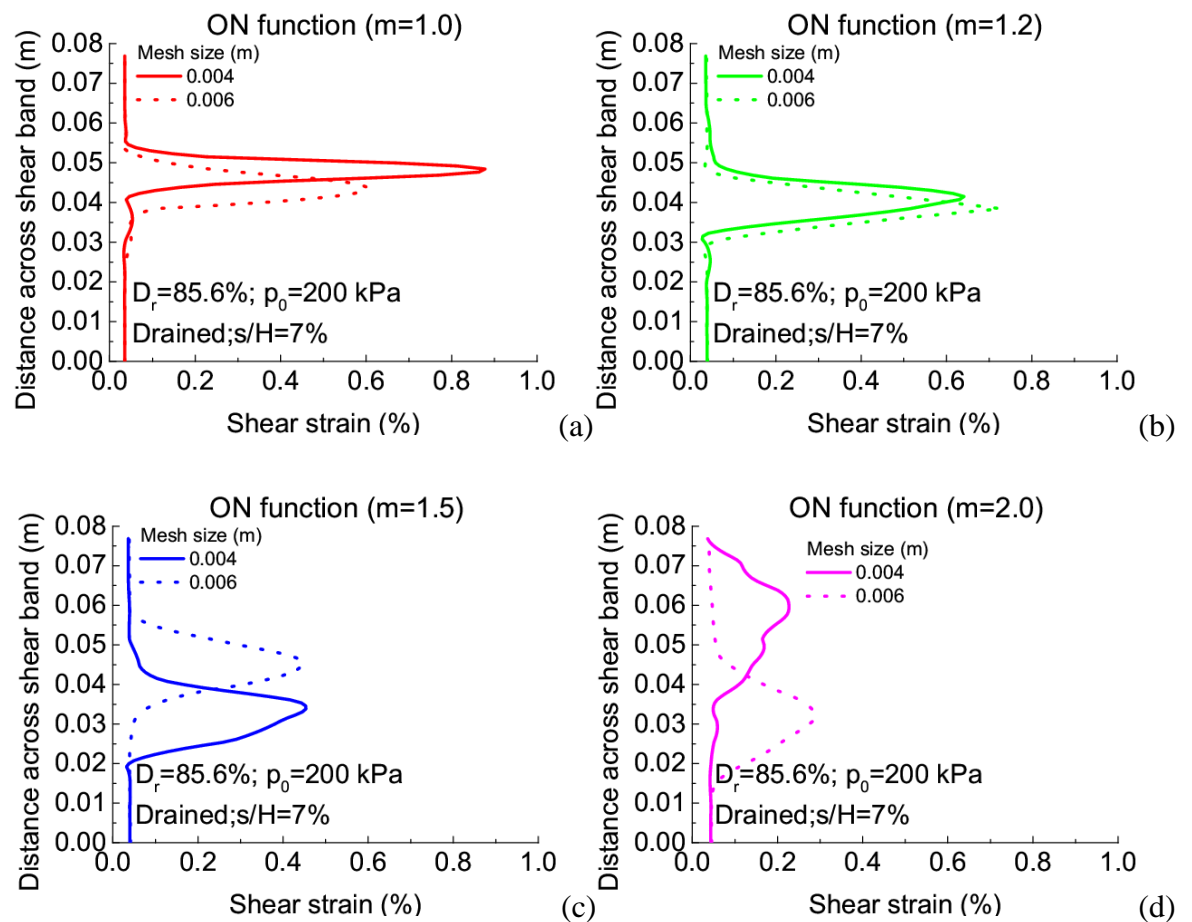 ON function (m=1.0)
Distance across shear band (m)
0.08
0.07
0.06
0.05
0.04
0.03
0.02
0.01
0.00
Mesh size (m)
0.004
0.006
D_r=85.6%; p_0=200 kPa
Drained;s/H=7%
0.0 0.2 0.4 0.6 0.8 1.0
Shear strain (%)
(a)
ON function (m=1.2)
Distance across shear band (m)
0.08
0.07
0.06
0.05
0.04
0.03
0.02
0.01
0.00
Mesh size (m)
0.004
0.006
D_r=85.6%; p_0=200 kPa
Drained;s/H=7%
0.0 0.2 0.4 0.6 0.8 1.0
Shear strain (%)
(b)
ON function (m=1.5)
Distance across shear band (m)
0.08
0.07
0.06
0.05
0.04
0.03
0.02
0.01
0.00
Mesh size (m)
0.004
0.006
D_r=85.6%; p_0=200 kPa
Drained;s/H=7%
0.0 0.2 0.4 0.6 0.8 1.0
Shear strain (%)
(c)
ON function (m=2.0)
Distance across shear band (m)
0.08
0.07
0.06
0.05
0.04
0.03
0.02
0.01
0.00
Mesh size (m)
0.004
0.006
D_r=85.6%; p_0=200 kPa
Drained;s/H=7%
0.0 0.2 0.4 0.6 0.8 1.0
Shear strain (%)
(d)